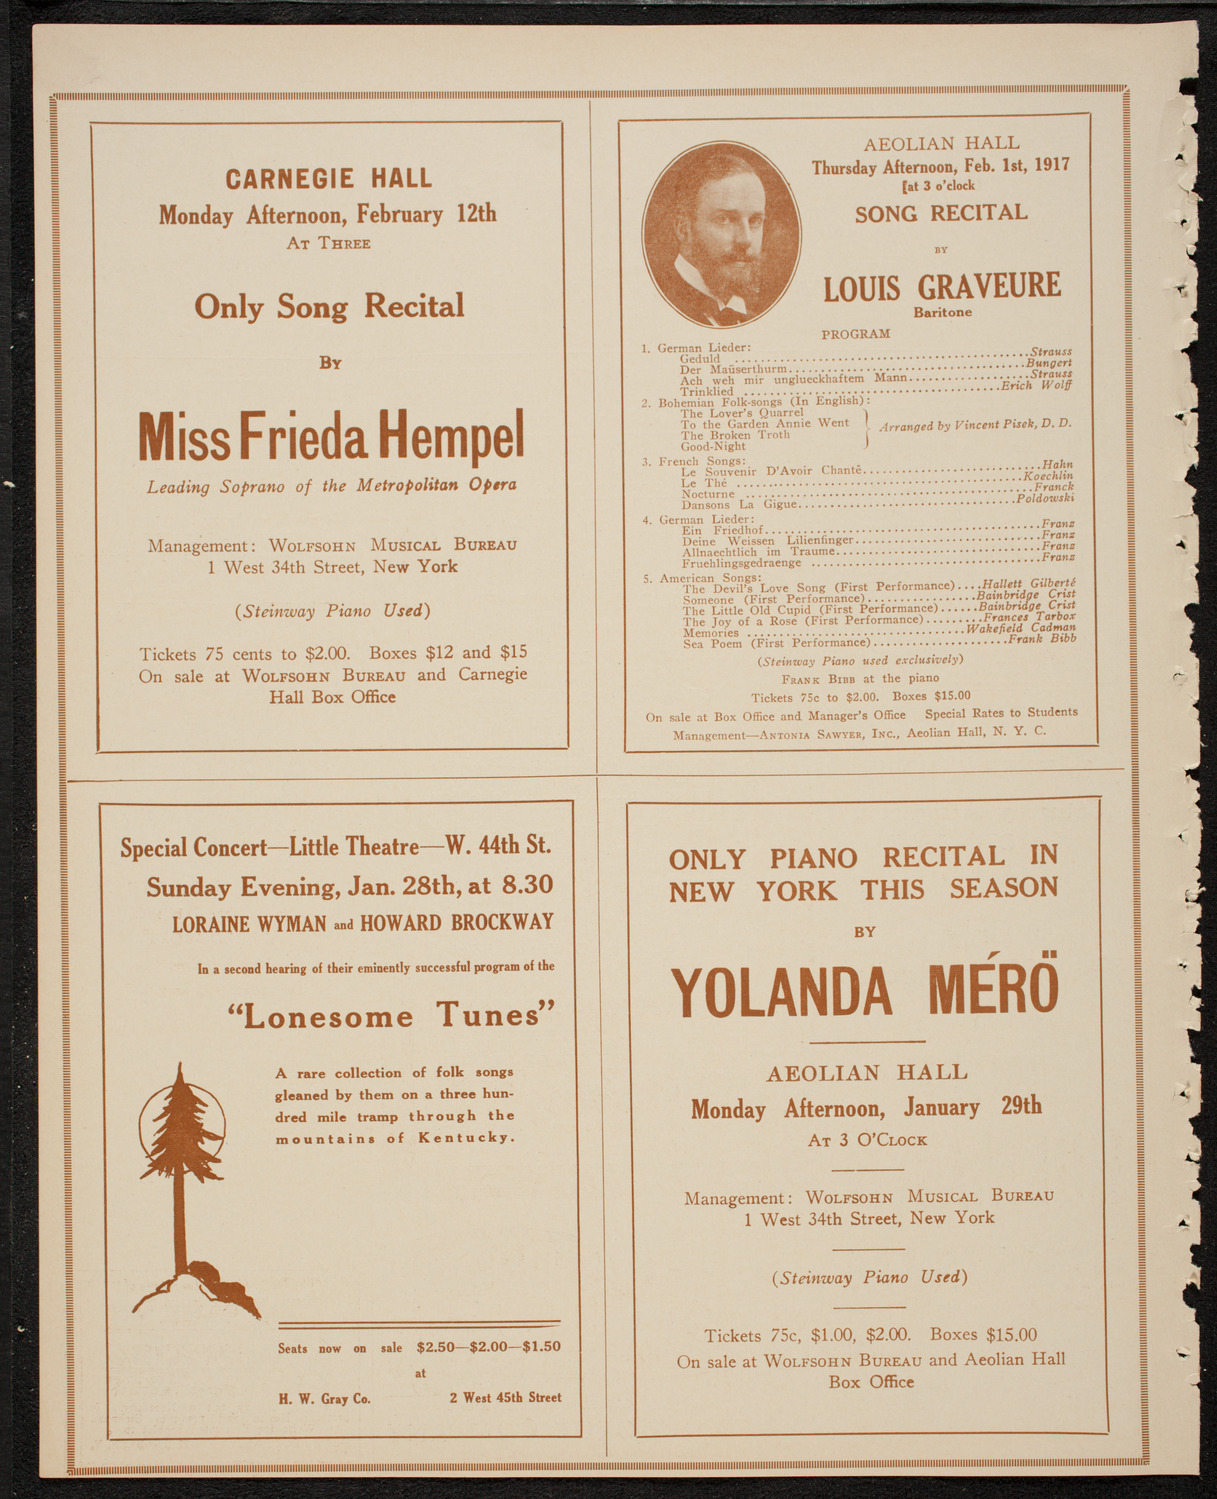 CARNEGIE HALL
Monday Afternoon, February 12th
AT THREE
Only Song Recital
BY
Miss Frieda Hempel
Leading Soprano of the Metropolitan Opera
Management: WOLFSOHN MUSICAL BUREAU
1 West 34th Street, New York
(Steinway Piano Used)
Tickets 75 cents to $2.00. Boxes $12 and $15
On sale at WOLFSOHN BUREAU and Carnegie
Hall Box Office
AEOLIAN HALL
Thursday Afternoon, Feb. 1st, 1917
[at 3 o'clock
SONG RECITAL
BY
LOUIS GRAVEURE
Baritone
PROGRAM
1. German Lieder:
Geduld ........ Strauss
Der Maüserthurm........ Bungert
Ach weh mir unglueckhaftem Mann........ Strauss
Trinklied ........ Erich Wolff
2. Bohemian Folk-songs (In English):
The Lover's Quarrel
To the Garden Annie Went
The Broken Troth
Good-Night
Arranged by Vincent Pisek, D. D.
3. French Songs:
Le Souvenir D'Avoir Chanté........ Hahn
Le Thé ........ Koechlin
Nocturne ........ Franck
Dansons La Gigue........ Poldowski
4. German Lieder:
Ein Friedhof........ Franz
Deine Weissen Lilienfinger........ Franz
Allnaechtlich im Traume........ Franz
Fruehlingsgedraenge ........ Franz
5. American Songs:
The Devil's Love Song (First Performance)....Hallett Gilberté
Someone (First Performance)........ Bainbridge Crist
The Little Old Cupid (First Performance)......Bainbridge Crist
The Joy of a Rose (First Performance).........Frances Tarbox
Memories ........ Wakefield Cadman
Sea Poem (First Performance)........ Frank Bibb
(Steinway Piano used exclusively)
FRANK BIBB at the piano
Tickets 75c to $2.00. Boxes $15.00
On sale at Box Office and Manager's Office Special Rates to Students
Management—ANTONIA SAWYER, INC., Aeolian Hall, N. Y. C.
Special Concert—Little Theatre—W. 44th St.
Sunday Evening, Jan. 28th, at 8.30
LORAINE WYMAN and HOWARD BROCKWAY
In a second hearing of their eminently successful program of the
"Lonesome Tunes"
A rare collection of folk songs
gleaned by them on a three hun-
dred mile tramp through the
mountains of Kentucky.
Seats now on sale $2.50—$2.00—$1.50
at
H. W. Gray Co. 2 West 45th Street
ONLY PIANO RECITAL IN
NEW YORK THIS SEASON
BY
YOLANDA MÉRÖ
AEOLIAN HALL
Monday Afternoon, January 29th
AT 3 O'CLOCK
Management: WOLFSOHN MUSICAL BUREAU
1 West 34th Street, New York
(Steinway Piano Used)
Tickets 75c, $1.00, $2.00. Boxes $15.00
On sale at WOLFSOHN BUREAU and Aeolian Hall
Box Office